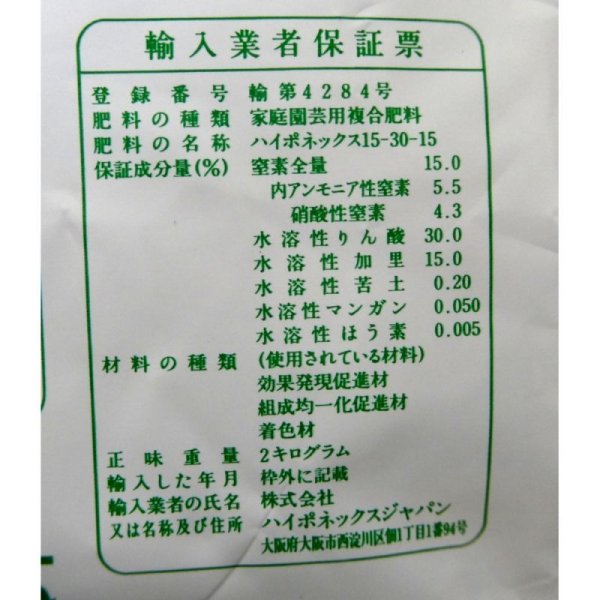 輸入業者保証票
登録番号 輸第4284号
肥料の種類 家庭園芸用複合肥料
肥料の名称 ハイポネックス15-30-15
保証成分量(%) 窒素全量 15.0
内アンモニア性窒素 5.5
硝酸性窒素 4.3
水溶性りん酸 30.0
水溶性加里 15.0
水溶性苦土 0.20
水溶性マンガン 0.050
水溶性ほう素 0.005
材料の種類 (使用されている材料)
効果発現促進材
組成均一化促進材
着色材
正味重量 2キログラム
輸入した年月 枠外に記載
輸入業者の氏名 株式会社
又は名称及び住所 ハイポネックスジャパン
大阪府大阪市西淀川区佃1丁目1番94号